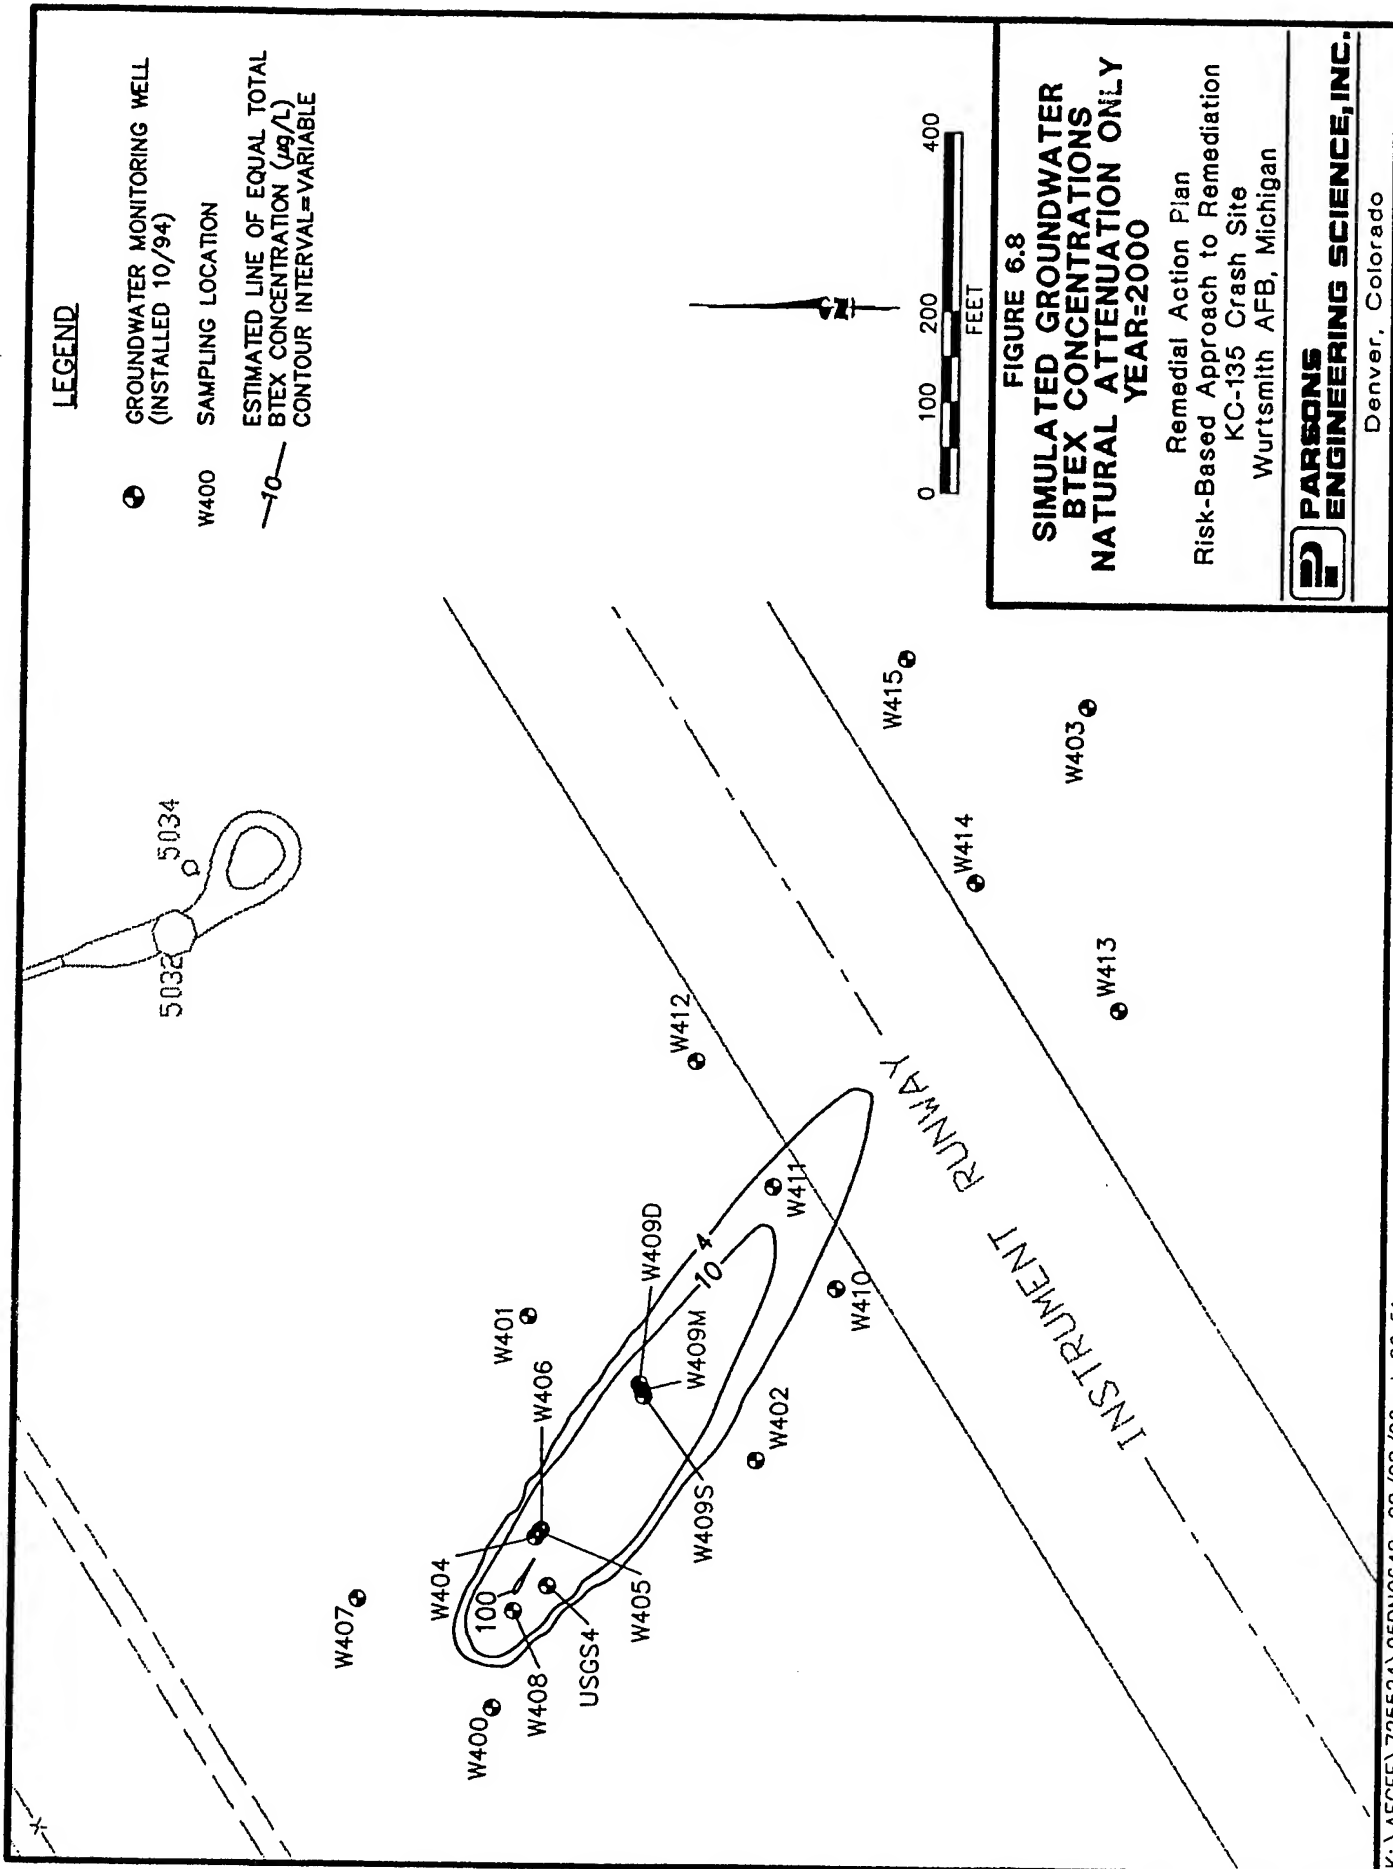 LEGEND
GROUNDWATER MONITORING WELL
(INSTALLED 10/94)
W400 SAMPLING LOCATION
10
ESTIMATED LINE OF EQUAL TOTAL
BTEX CONCENTRATION (µg/L)
CONTOUR INTERVAL=VARIABLE
5032
5034
W407
W400
W408
USGS4
100
W404
W405
W406
W401
W409S
W409M
W409D
W402
4
10
W410
W411
W412
INSTRUMENT RUNWAY
W413
W414
W415
W403
N
0 100 200 400
FEET
FIGURE 6.8
SIMULATED GROUNDWATER
BTEX CONCENTRATIONS
NATURAL ATTENUATION ONLY
YEAR=2000
Remedial Action Plan
Risk-Based Approach to Remediation
KC-135 Crash Site
Wurtsmith AFB, Michigan
PARSONS
ENGINEERING SCIENCE, INC.
Denver, Colorado